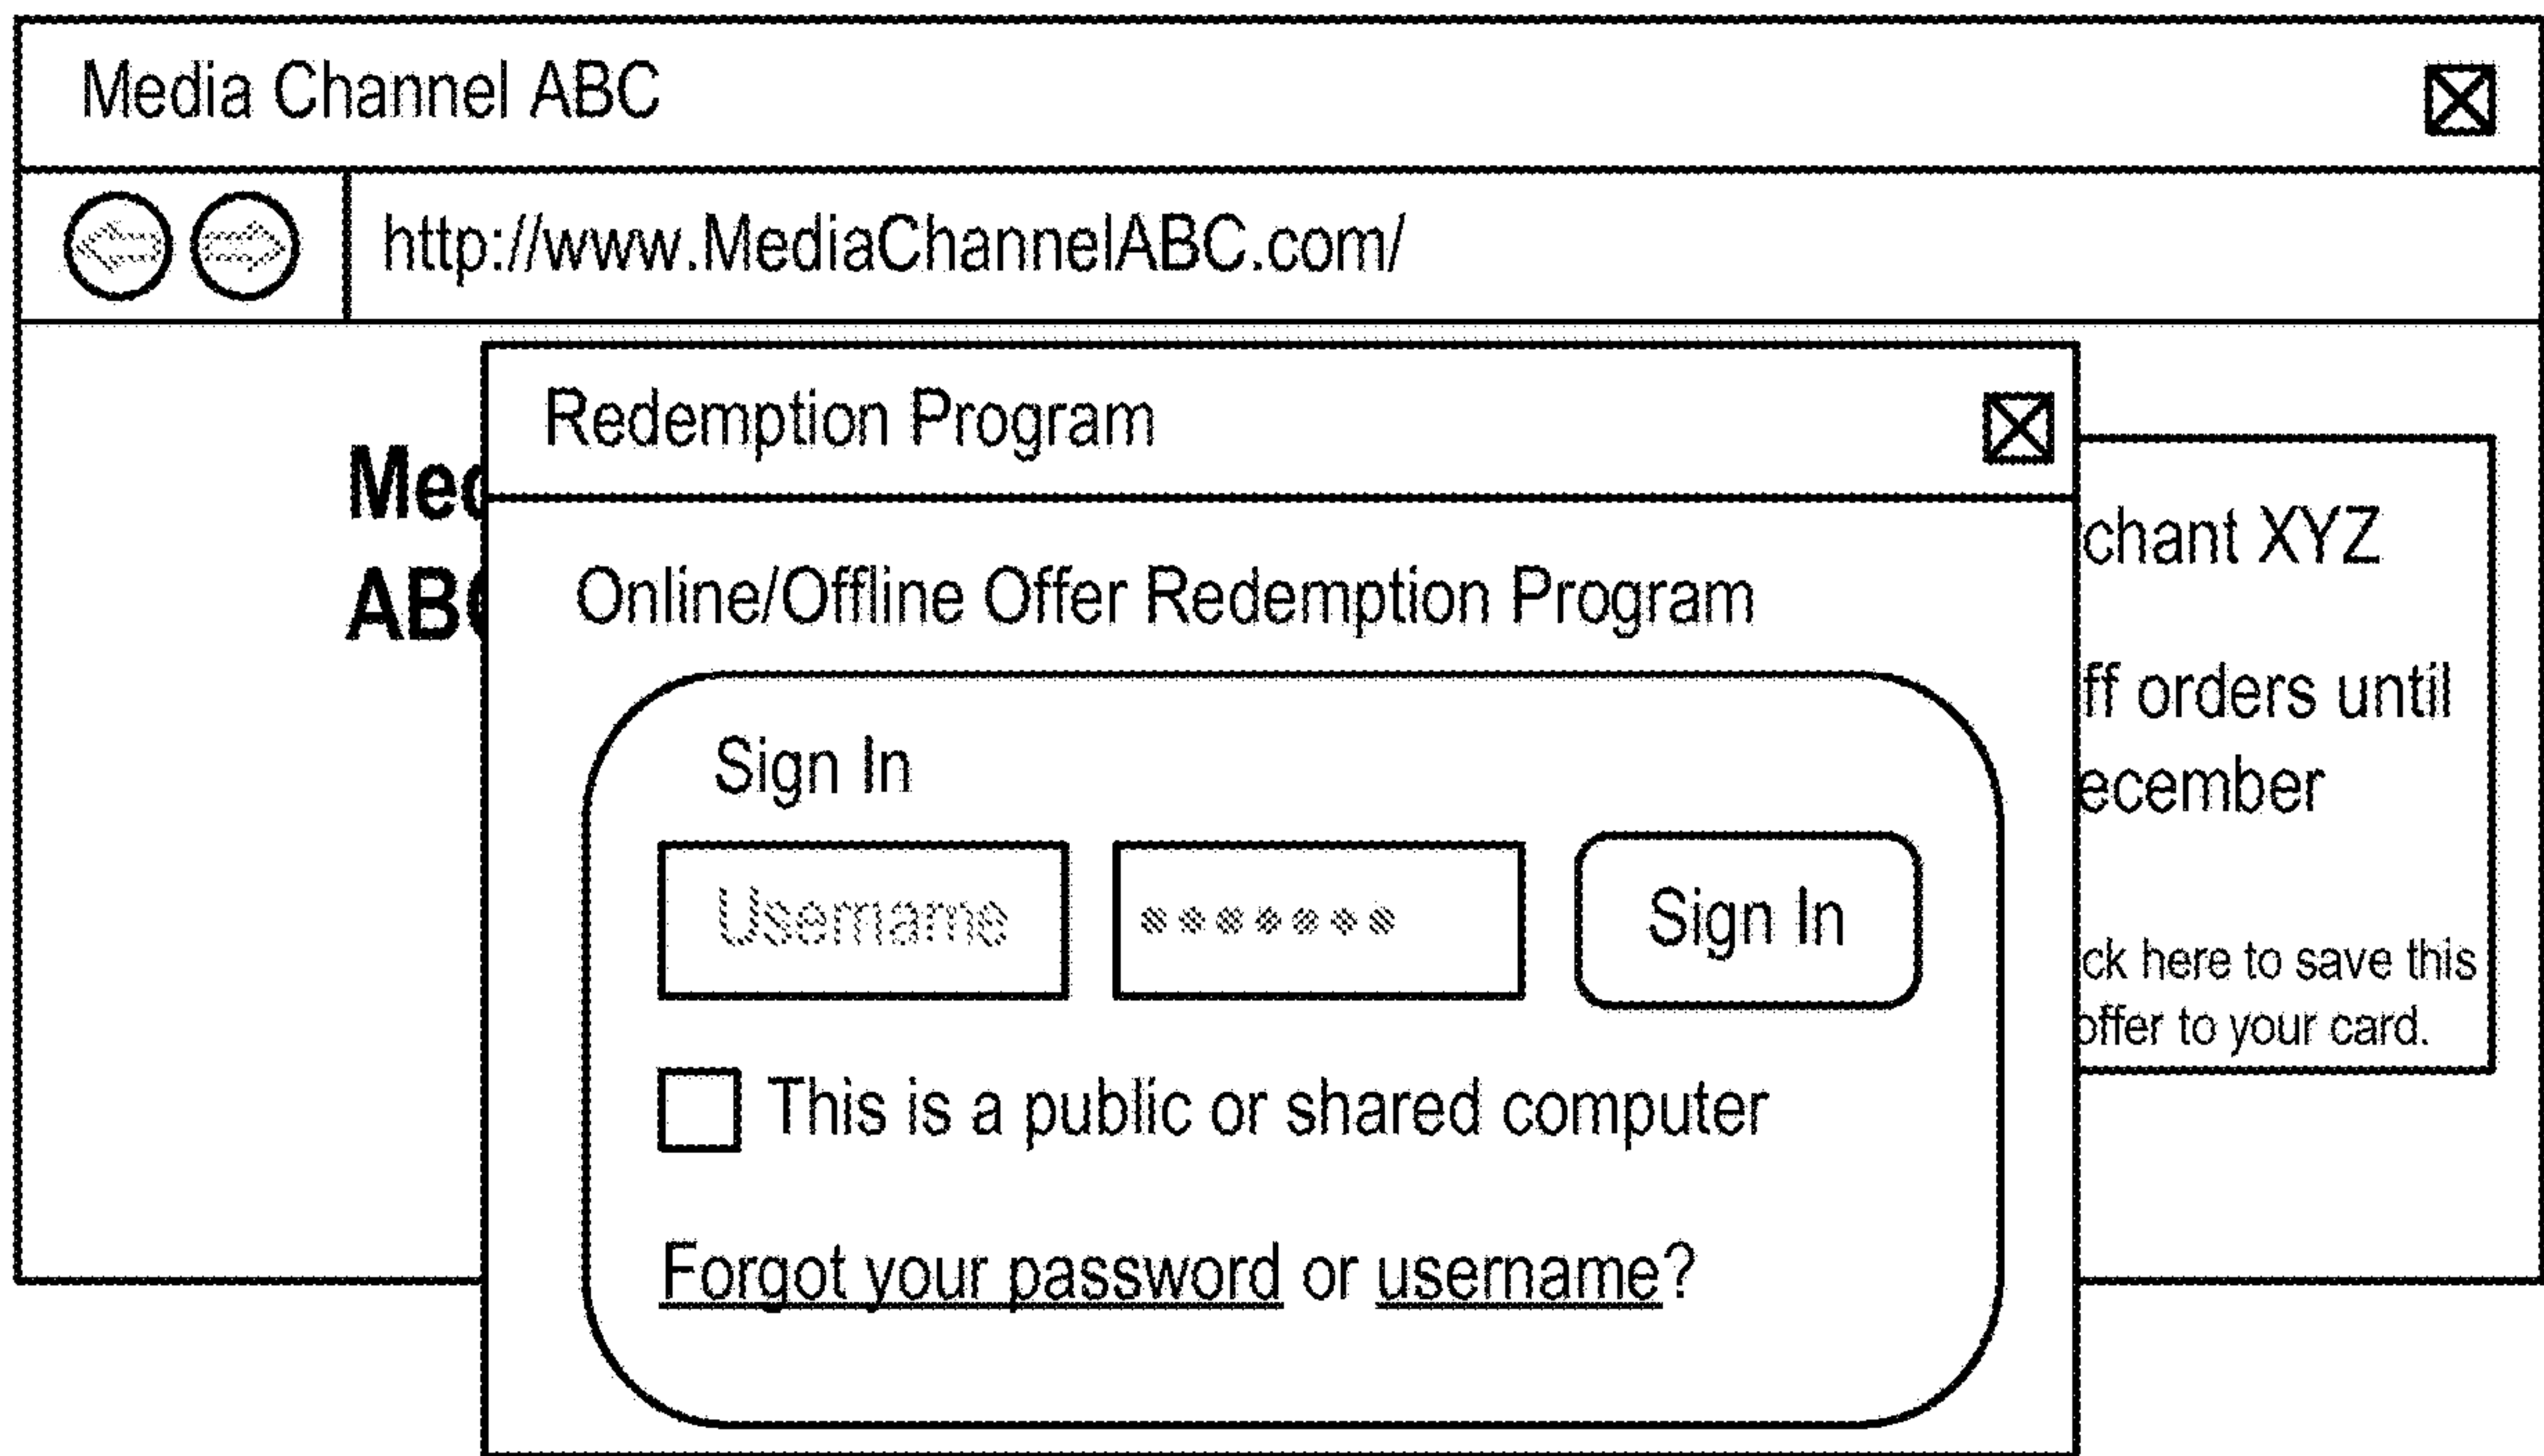 Media Channel ABC
http://www.MediaChannelABC.com/
Redemption Program
Med
ABC
Online/Offline Offer Redemption Program
chant XYZ
ff orders until
ecember
Sign In
Username ••••••• Sign In
ck here to save this
offer to your card.
This is a public or shared computer
Forgot your password or username?